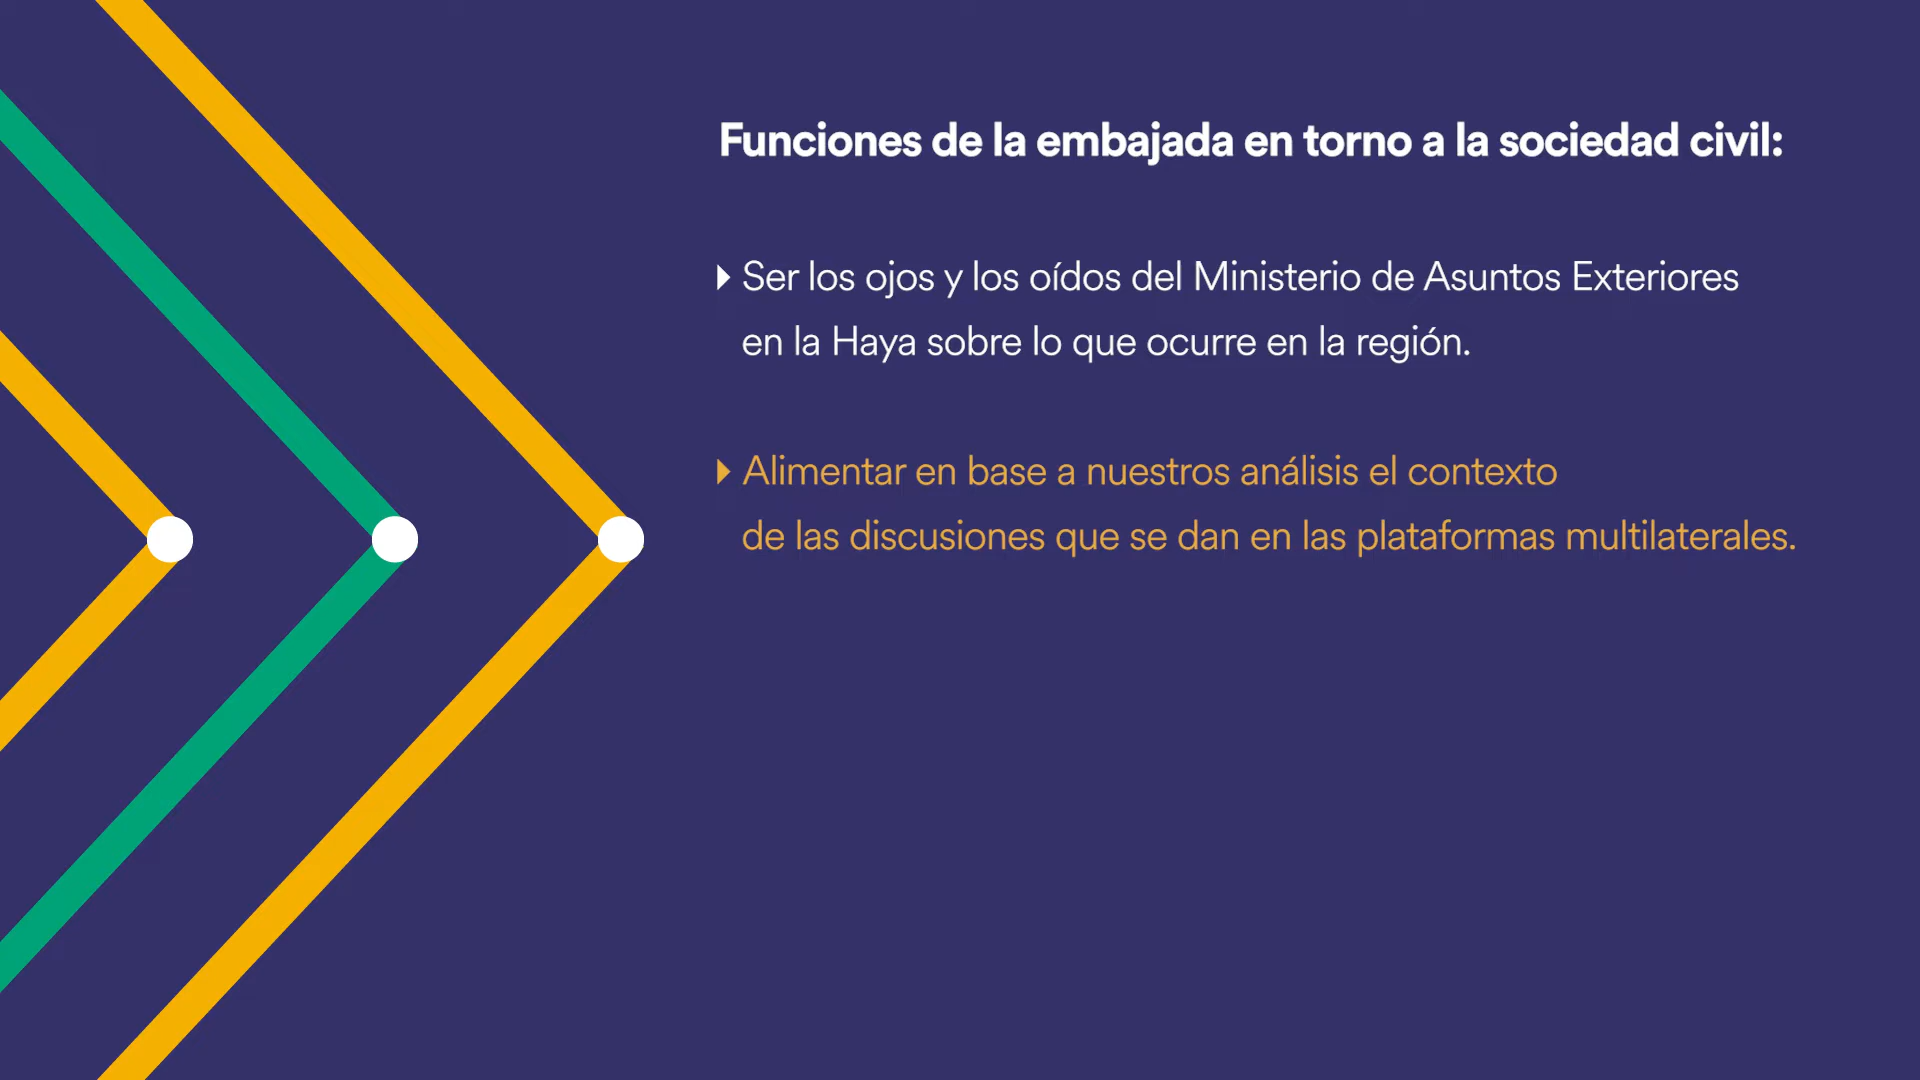 Funciones de la embajada en torno a la sociedad civil:
Ser los ojos y los oídos del Ministerio de Asuntos Exteriores
en la Haya sobre lo que ocurre en la región.
Alimentar en base a nuestros análisis el contexto
de las discusiones que se dan en las plataformas multilaterales.